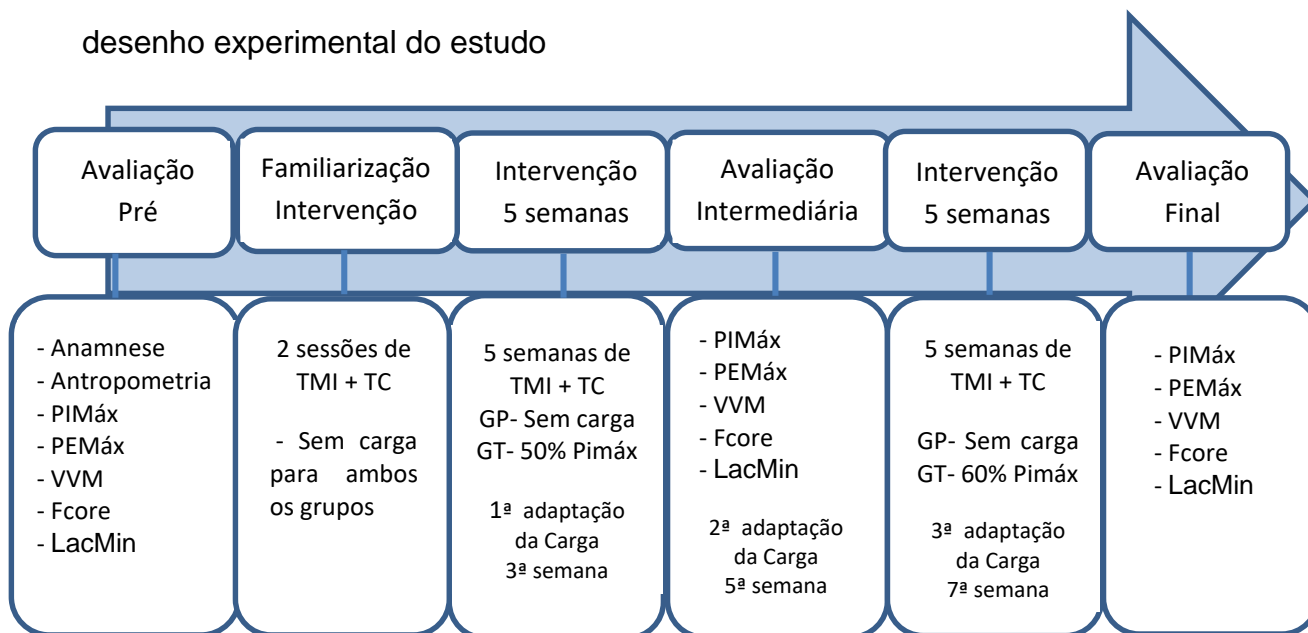 desenho experimental do estudo
Avaliação
Pré
Familiarização
Intervenção
Intervenção
5 semanas
Avaliação
Intermediária
Intervenção
5 semanas
Avaliação
Final
- Anamnese
- Antropometria
- PIMáx
- PEMáx
- VVM
- Fcore
- LacMin
2 sessões de
TMI + TC
- Sem carga
para ambos
os grupos
5 semanas de
TMI + TC
GP- Sem carga
GT- 50% Pimáx
1ª adaptação
da Carga
3ª semana
- PIMáx
- PEMáx
- VVM
- Fcore
- LacMin
2ª adaptação
da Carga
5ª semana
5 semanas de
TMI + TC
GP- Sem carga
GT- 60% Pimáx
3ª adaptação
da Carga
7ª semana
- PIMáx
- PEMáx
- VVM
- Fcore
- LacMin